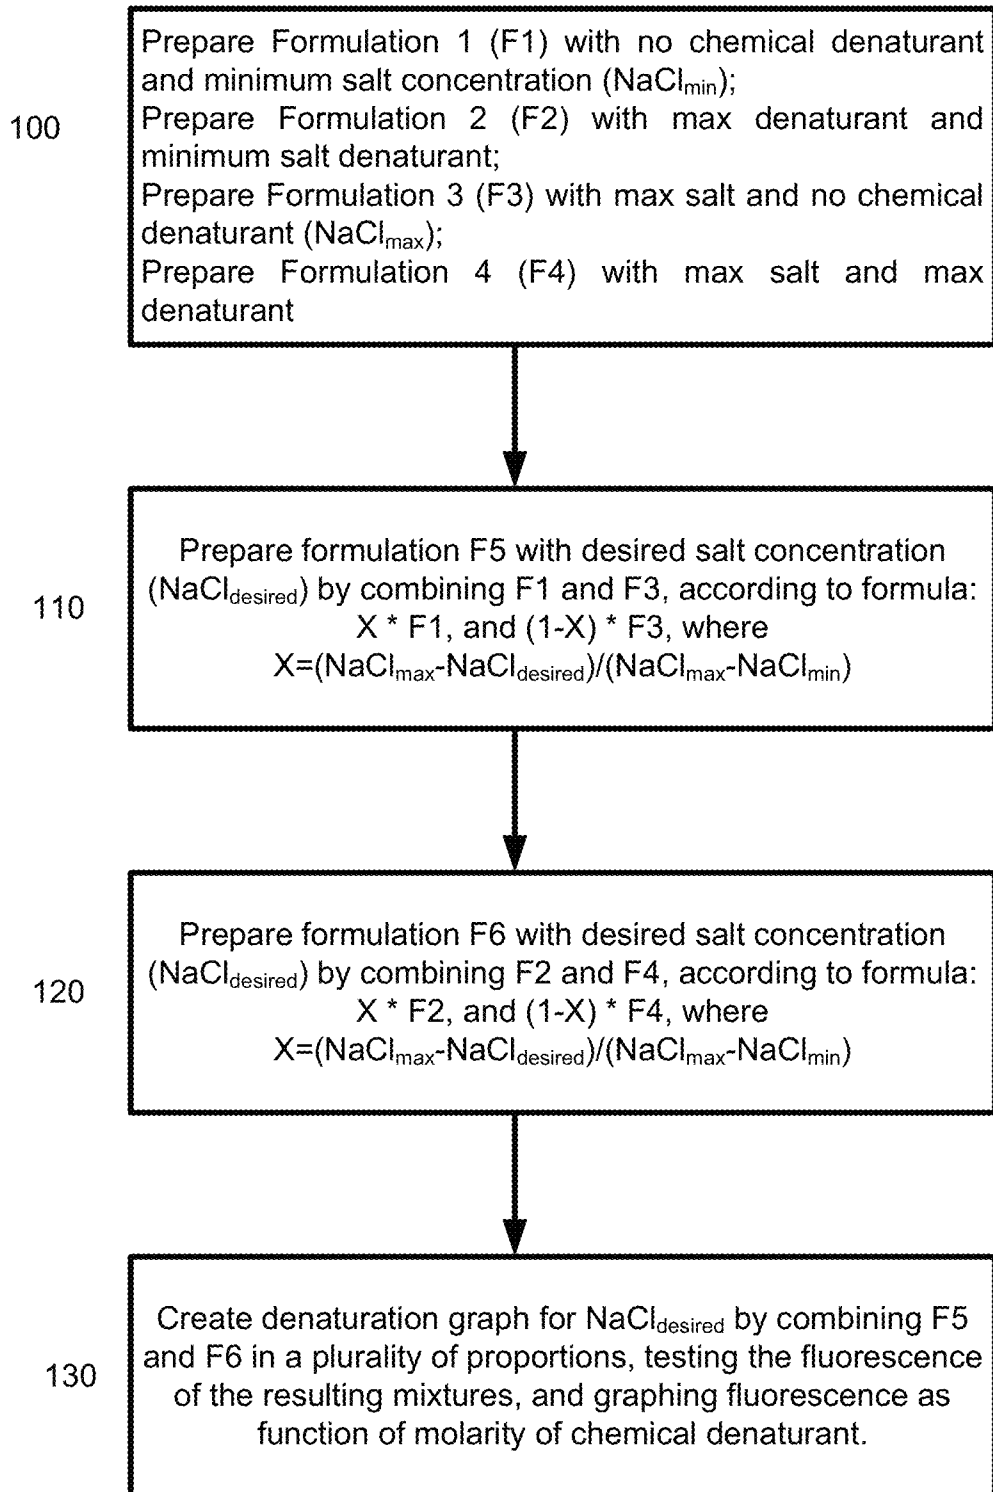 100
Prepare Formulation 1 (F1) with no chemical denaturant
and minimum salt concentration (NaClmin);
Prepare Formulation 2 (F2) with max denaturant and
minimum salt denaturant;
Prepare Formulation 3 (F3) with max salt and no chemical
denaturant (NaClmax);
Prepare Formulation 4 (F4) with max salt and max
denaturant
110
Prepare formulation F5 with desired salt concentration
(NaCldesired) by combining F1 and F3, according to formula:
X * F1, and (1-X) * F3, where
X=(NaClmax-NaCldesired)/(NaClmax-NaClmin)
120
Prepare formulation F6 with desired salt concentration
(NaCldesired) by combining F2 and F4, according to formula:
X * F2, and (1-X) * F4, where
X=(NaClmax-NaCldesired)/(NaClmax-NaClmin)
130
Create denaturation graph for NaCldesired by combining F5
and F6 in a plurality of proportions, testing the fluorescence
of the resulting mixtures, and graphing fluorescence as
function of molarity of chemical denaturant.